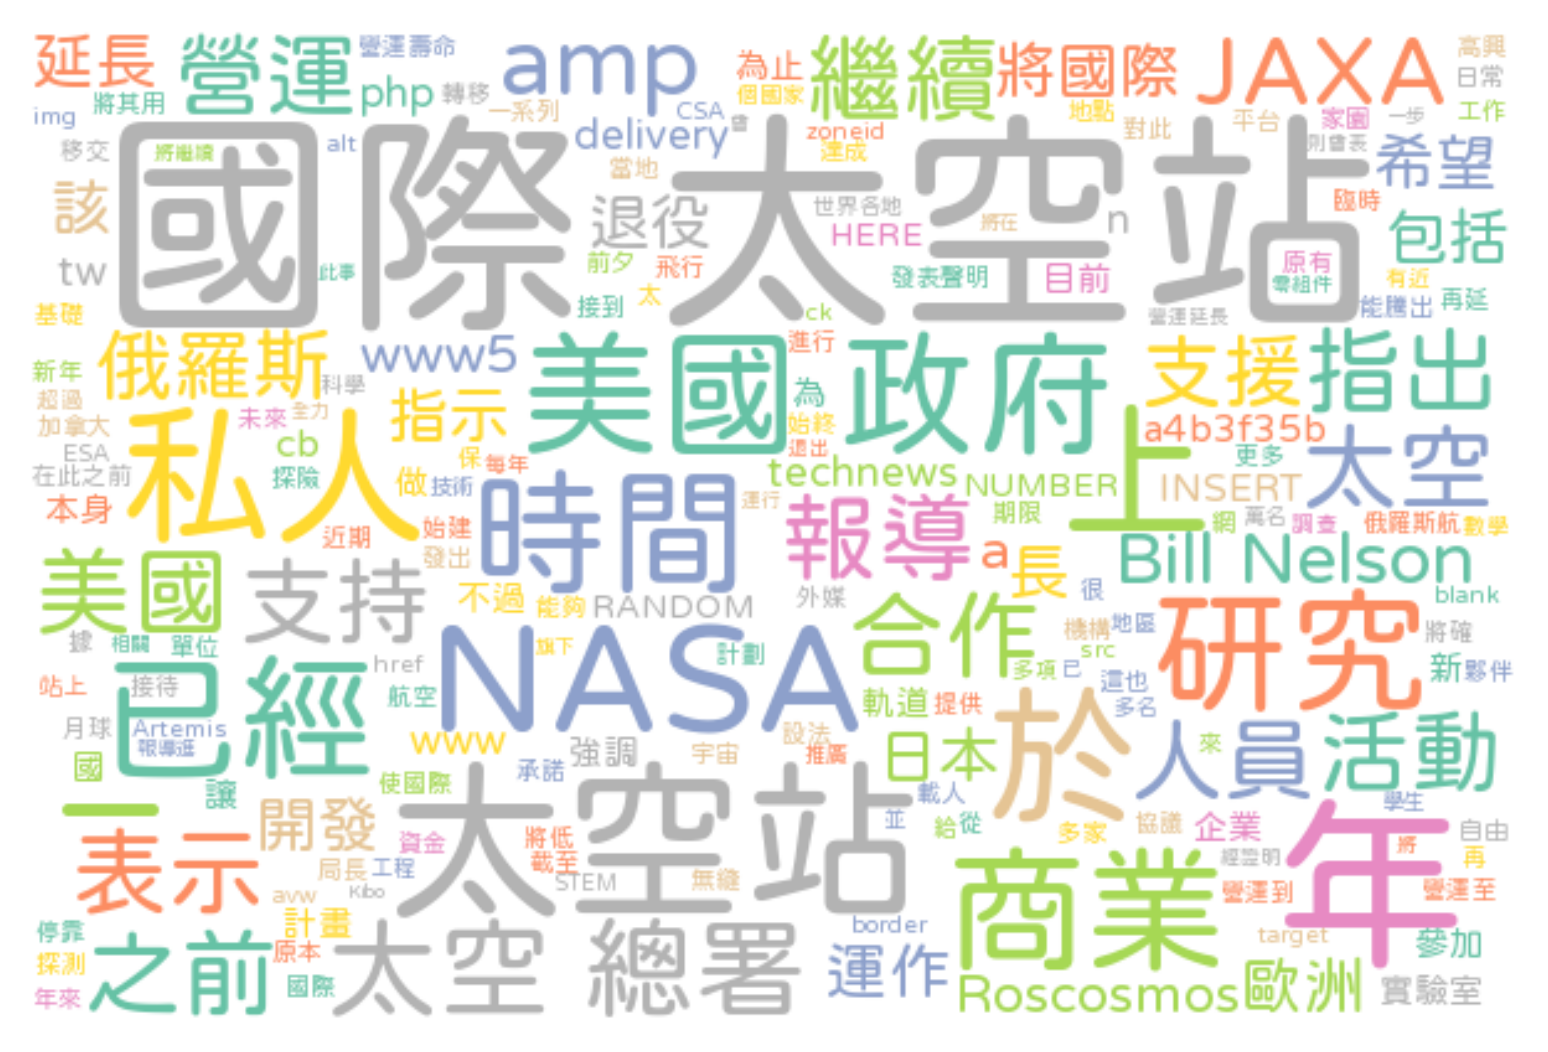 延長
營運
營運壽命
amp
為止
繼續
將國際
JAXA
高興
日常
將其用
php
轉移
一系列
CSA
個國家
地點
平台
家園
一步
工作
img
移交
將繼續
alt
delivery
會
zoneid
達成
對此
則會表
希望
國際太空站
該
退役
當地
世界各地
HERE
將在
n
臨時
包括
tw
此事
前夕
飛行
發表聲明
目前
原有
零組件
有近
基礎
接到
太
ck
營運延長
能騰出
再延
俄羅斯
www5
美國政府
進行
支援
指出
新年
科學
超過
加拿大
未來
全力
指示
為
始終
退出
a4b3f35b
ESA
在此之前
私人
cb
探險
做
保
技術
每年
technews
NUMBER
上
更多
INSERT
太空
本身
近期
始建
發出
時間
運行
報導
期限
網
萬名
調查
俄羅斯航
數學
美國
支持
不過
能夠
RANDOM
外媒
a
長
很
Bill Nelson
blank
據
相關
單位
旗下
計劃
合作
機構
地區
src
研究
將確
站上
接待
已經
href
航空
NASA
軌道
提供
多項
已
這也
多名
新
夥伴
月球
Artemis
報導逛
www
強調
宇宙
設法
推廣
日本
於
人員
來
活動
國
讓
使國際
承諾
太空站
載人
並
給
從
多家
協議
企業
學生
自由
一
開發
資金
將低
截至
表示
局長
工程
STEM
無縫
商業
經證明
年
將
再
營運到
營運至
avw
Kibo
停靠
計畫
原本
border
target
參加
探測
之前
國際
太空
總署
運作
Roscosmos
歐洲
實驗室
年來